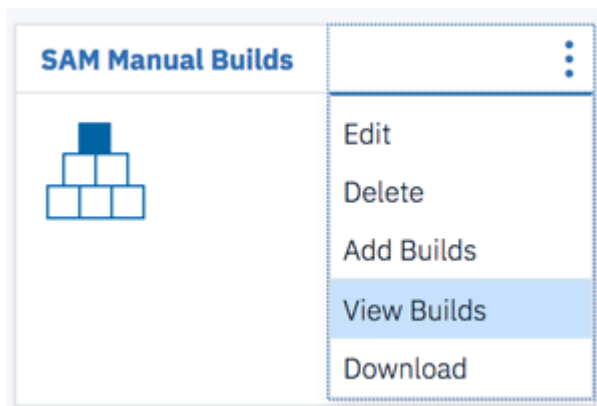 SAM Manual Builds
Edit
Delete
Add Builds
View Builds
Download